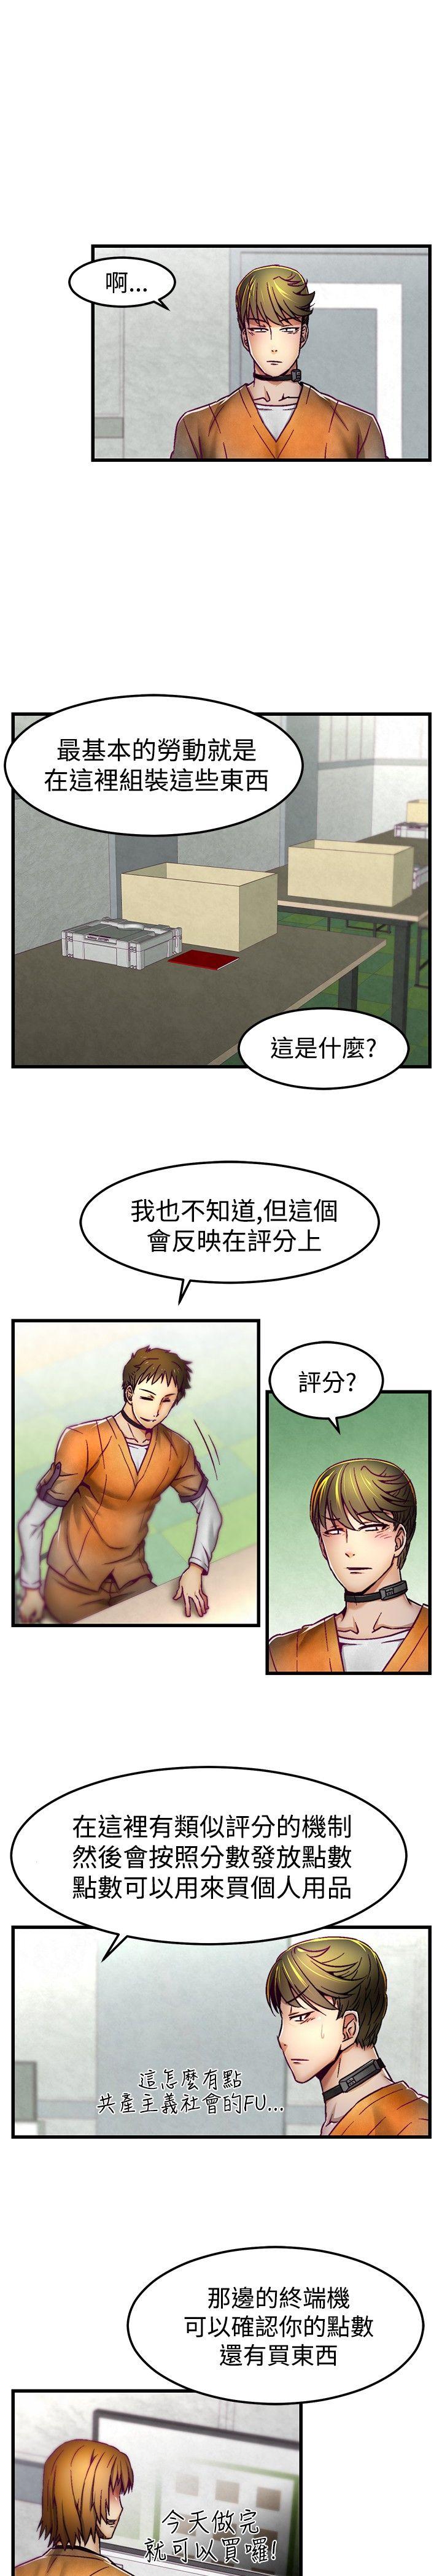 啊...
最基本的勞動就是
在這裡組裝這些東西
這是什麼?
我也不知道,但這個
會反映在評分上
評分?
在這裡有類似評分的機制
然後會按照分數發放點數
點數可以用來買個人用品
這怎麼有點
共產主義社會的FU...
那邊的終端機
可以確認你的點數
還有買東西
今天做完
就可以買囉!